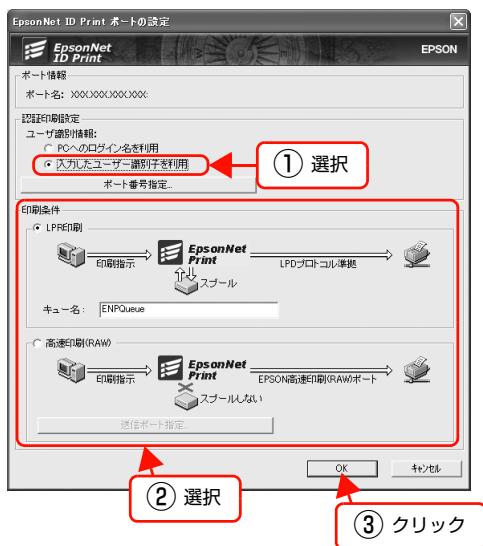 EpsonNet ID Print ポートの設定
EpsonNet
ID Print
EPSON
ポート情報
ポート名: XXX.XXX.XXX.XXX:
認証印刷設定
ユーザ識別情報:
PCへのログイン名を利用
入力したユーザー識別子を利用
① 選択
ポート番号指定...
印刷条件
LPR印刷
印刷指示
EpsonNet
Print
LPDプロトコル準拠
スプール
キュー名:
ENPQueue
高速印刷(RAW)
印刷指示
EpsonNet
Print
EPSON高速印刷(RAW)ポート
スプールしない
送信ポート指定...
OK
キャンセル
② 選択
③ クリック